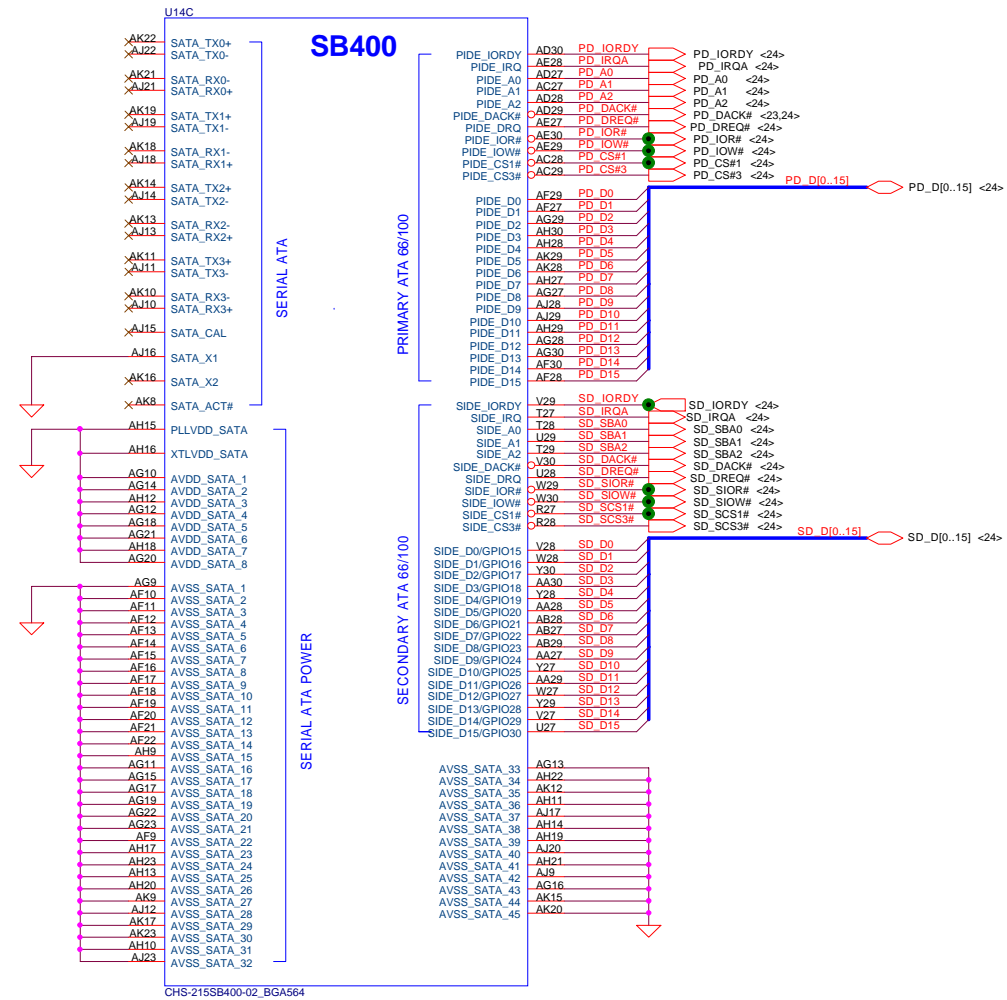 U14C
SB400
AK22 SATA_TX0+
AJ22 SATA_TX0-
AK21 SATA_RX0-
AJ21 SATA_RX0+
AK19 SATA_TX1+
AJ19 SATA_TX1-
AK18 SATA_RX1-
AJ18 SATA_RX1+
AK14 SATA_TX2+
AJ14 SATA_TX2-
AK13 SATA_RX2-
AJ13 SATA_RX2+
AK11 SATA_TX3+
AJ11 SATA_TX3-
AK10 SATA_RX3-
AJ10 SATA_RX3+
AJ15 SATA_CAL
AJ16 SATA_X1
AK16 SATA_X2
AK8 SATA_ACT#
SERIAL ATA
AH15 PLLVDD_SATA
AH16 XTLVDD_SATA
AG10 AVDD_SATA_1
AG14 AVDD_SATA_2
AH12 AVDD_SATA_3
AG12 AVDD_SATA_4
AG18 AVDD_SATA_5
AG21 AVDD_SATA_6
AH18 AVDD_SATA_7
AG20 AVDD_SATA_8
AG9 AVSS_SATA_1
AF10 AVSS_SATA_2
AF11 AVSS_SATA_3
AF12 AVSS_SATA_4
AF13 AVSS_SATA_5
AF14 AVSS_SATA_6
AF15 AVSS_SATA_7
AF16 AVSS_SATA_8
AF17 AVSS_SATA_9
AF18 AVSS_SATA_10
AF19 AVSS_SATA_11
AF20 AVSS_SATA_12
AF21 AVSS_SATA_13
AF22 AVSS_SATA_14
AH9 AVSS_SATA_15
AG11 AVSS_SATA_16
AG15 AVSS_SATA_17
AG17 AVSS_SATA_18
AG19 AVSS_SATA_19
AG22 AVSS_SATA_20
AG23 AVSS_SATA_21
AF9 AVSS_SATA_22
AH17 AVSS_SATA_23
AH23 AVSS_SATA_24
AH13 AVSS_SATA_25
AH20 AVSS_SATA_26
AK9 AVSS_SATA_27
AJ12 AVSS_SATA_28
AK17 AVSS_SATA_29
AK23 AVSS_SATA_30
AH10 AVSS_SATA_31
AJ23 AVSS_SATA_32
SERIAL ATA POWER
PRIMARY ATA 66/100
PIDE_IORDY AD30 PD_IORDY PD_IORDY <24>
PIDE_IRQ AE28 PD_IRQA PD_IRQA <24>
PIDE_A0 AD27 PD_A0 PD_A0 <24>
PIDE_A1 AC27 PD_A1 PD_A1 <24>
PIDE_A2 AD28 PD_A2 PD_A2 <24>
PIDE_DACK# AD29 PD_DACK# PD_DACK# <23,24>
PIDE_DRQ AE27 PD_DREQ# PD_DREQ# <24>
PIDE_IOR# AE30 PD_IOR# PD_IOR# <24>
PIDE_IOW# AE29 PD_IOW# PD_IOW# <24>
PIDE_CS1# AC28 PD_CS#1 PD_CS#1 <24>
PIDE_CS3# AC29 PD_CS#3 PD_CS#3 <24>
PD_D[0..15] PD_D[0..15] <24>
PIDE_D0 AF29 PD_D0
PIDE_D1 AF27 PD_D1
PIDE_D2 AG29 PD_D2
PIDE_D3 AH30 PD_D3
PIDE_D4 AH28 PD_D4
PIDE_D5 AK29 PD_D5
PIDE_D6 AK28 PD_D6
PIDE_D7 AH27 PD_D7
PIDE_D8 AG27 PD_D8
PIDE_D9 AJ28 PD_D9
PIDE_D10 AJ29 PD_D10
PIDE_D11 AH29 PD_D11
PIDE_D12 AG28 PD_D12
PIDE_D13 AG30 PD_D13
PIDE_D14 AF30 PD_D14
PIDE_D15 AF28 PD_D15
SECONDARY ATA 66/100
SIDE_IORDY V29 SD_IORDY SD_IORDY <24>
SIDE_IRQ T27 SD_IRQA SD_IRQA <24>
SIDE_A0 T28 SD_SBA0 SD_SBA0 <24>
SIDE_A1 U29 SD_SBA1 SD_SBA1 <24>
SIDE_A2 T29 SD_SBA2 SD_SBA2 <24>
SIDE_DACK# V30 SD_DACK# SD_DACK# <24>
SIDE_DRQ U28 SD_DREQ# SD_DREQ# <24>
SIDE_IOR# W29 SD_SIOR# SD_SIOR# <24>
SIDE_IOW# W30 SD_SIOW# SD_SIOW# <24>
SIDE_CS1# R27 SD_SCS1# SD_SCS1# <24>
SIDE_CS3# R28 SD_SCS3# SD_SCS3# <24>
SD_D[0..15] SD_D[0..15] <24>
SIDE_D0/GPIO15 V28 SD_D0
SIDE_D1/GPIO16 W28 SD_D1
SIDE_D2/GPIO17 Y30 SD_D2
SIDE_D3/GPIO18 AA30 SD_D3
SIDE_D4/GPIO19 Y28 SD_D4
SIDE_D5/GPIO20 AA28 SD_D5
SIDE_D6/GPIO21 AB28 SD_D6
SIDE_D7/GPIO22 AB27 SD_D7
SIDE_D8/GPIO23 AB29 SD_D8
SIDE_D9/GPIO24 AA27 SD_D9
SIDE_D10/GPIO25 Y27 SD_D10
SIDE_D11/GPIO26 AA29 SD_D11
SIDE_D12/GPIO27 W27 SD_D12
SIDE_D13/GPIO28 Y29 SD_D13
SIDE_D14/GPIO29 V27 SD_D14
SIDE_D15/GPIO30 U27 SD_D15
AVSS_SATA_33 AG13
AVSS_SATA_34 AH22
AVSS_SATA_35 AK12
AVSS_SATA_36 AH11
AVSS_SATA_37 AJ17
AVSS_SATA_38 AH14
AVSS_SATA_39 AH19
AVSS_SATA_40 AJ20
AVSS_SATA_41 AH21
AVSS_SATA_42 AJ9
AVSS_SATA_43 AG16
AVSS_SATA_44 AK15
AVSS_SATA_45 AK20
CHS-215SB400-02_BGA564